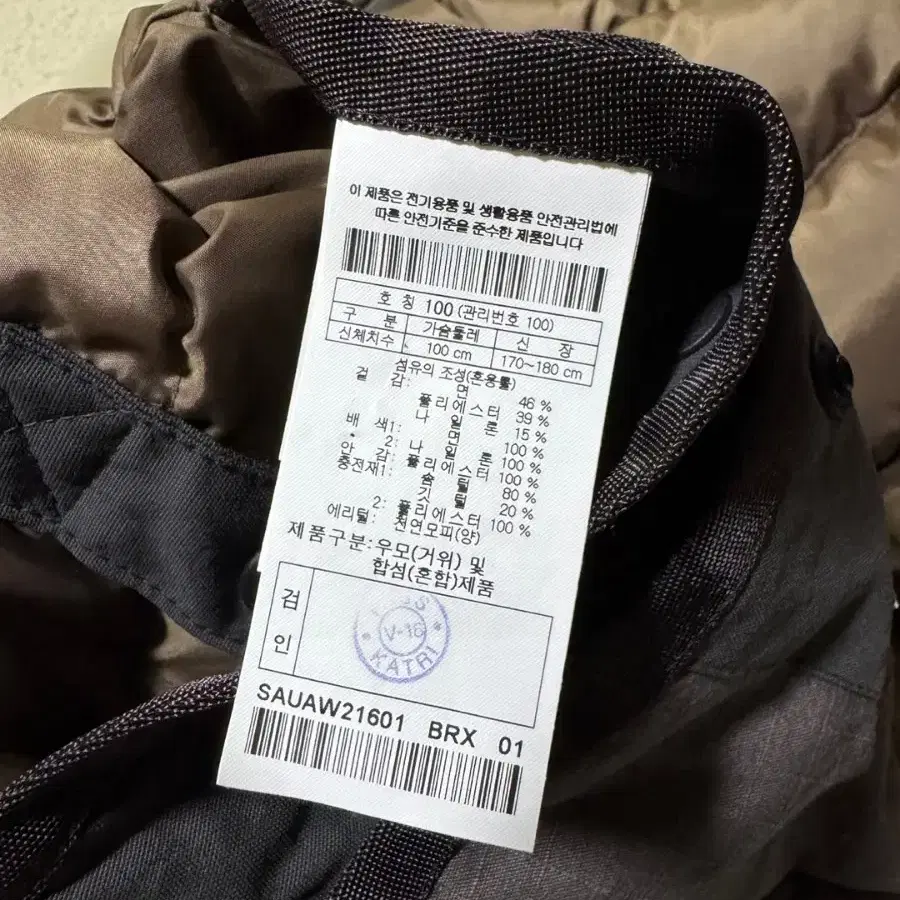 이 제품은 전기용품 및 생활용품 안전관리법에
따른 안전기준을 준수한 제품입니다
호 칭 100 (관리번호 100)
구 분 가슴둘레 신 장
신체치수 100 cm 170~180 cm
섬유의 조성(혼용률)
겉 감: 면 46 %
폴리에스터 39 %
나 일 론 15 %
배 색1: 면 100 %
2: 나 일 론 100 %
안 감: 폴리에스터 100 %
충전재1: 솜 털 80 %
깃 털 20 %
2: 폴리에스터 100 %
에리털: 천연모피(양)
제품구분:우모(거위) 및
합섬(혼합)제품
검 인
V-16
KATRI
SAUAW21601 BRX 01